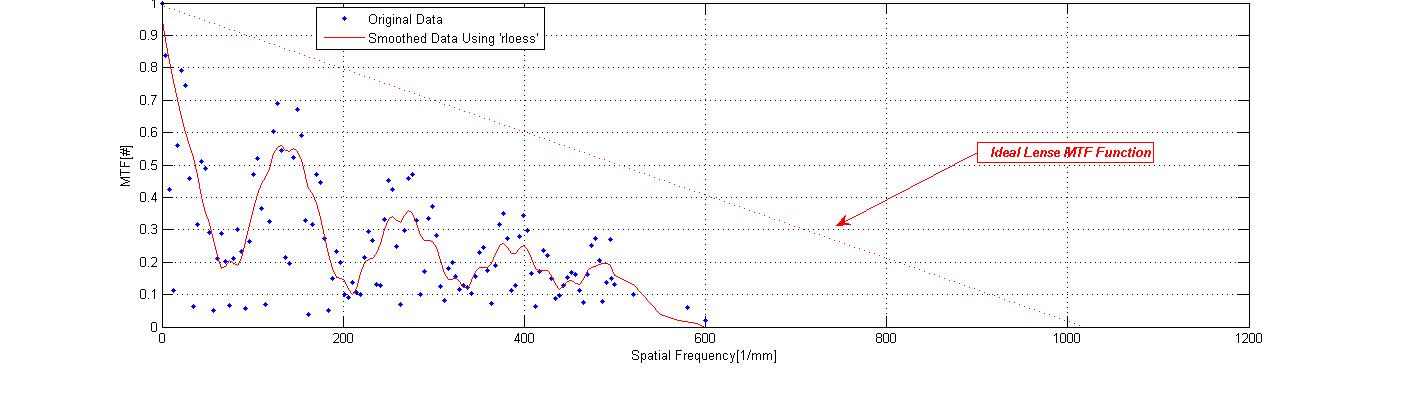 1
0.9
0.8
0.7
0.6
0.5
0.4
0.3
0.2
0.1
0
MTF[#]
Original Data
Smoothed Data Using 'rloess'
Ideal Lense MTF Function
0 200 400 600 800 1000 1200
Spatial Frequency[1/mm]